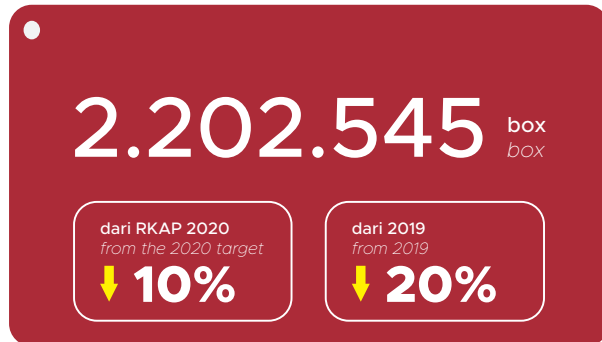 2.202.545 box
box
dari RKAP 2020
from the 2020 target
10%
dari 2019
from 2019
20%